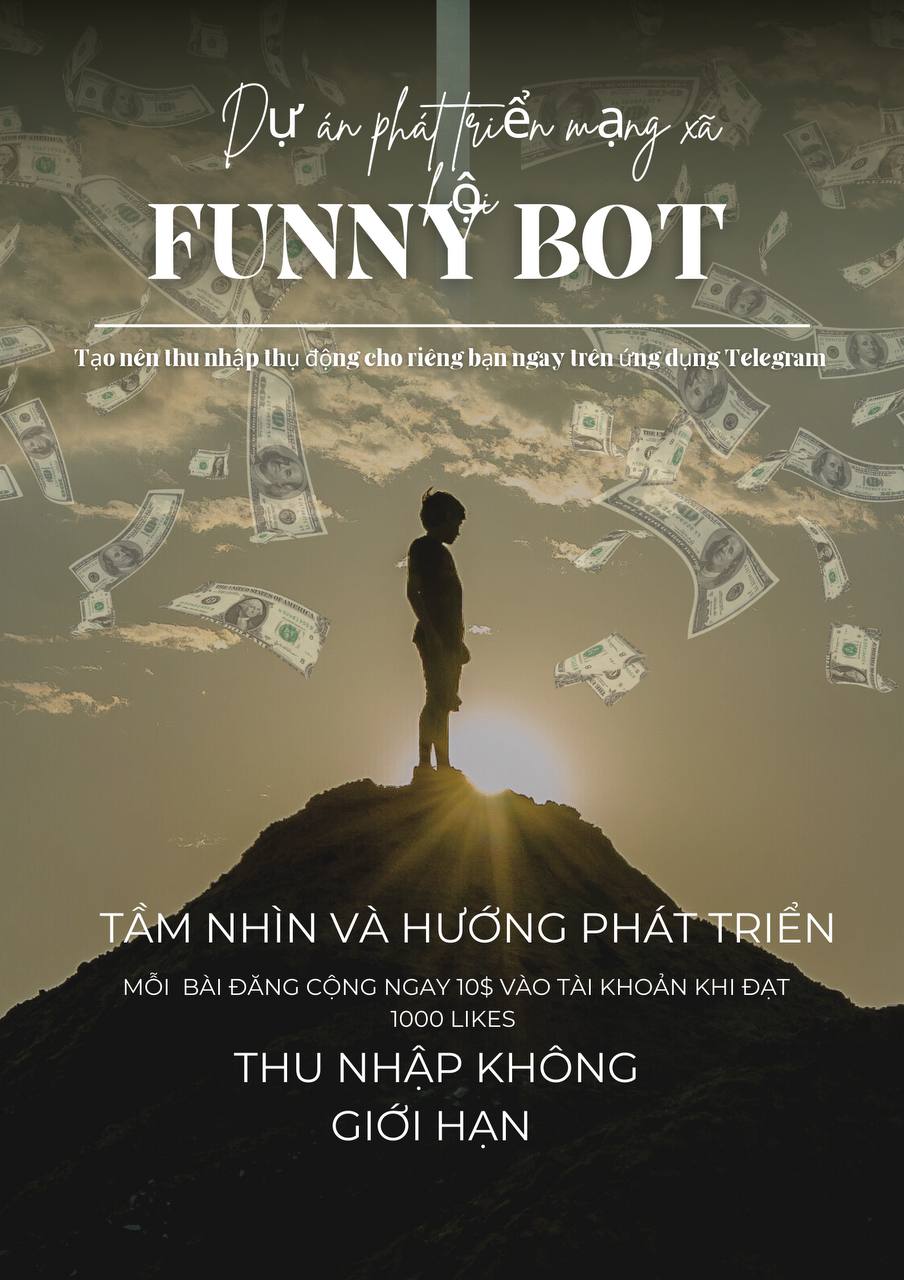 Dự án phát triển mạng xã
hội
FUNNY BOT
Tạo nên thu nhập thụ động cho riêng bạn ngay trên ứng dụng Telegram
TẦM NHÌN VÀ HƯỚNG PHÁT TRIỂN
MỖI BÀI ĐĂNG CỘNG NGAY 10$ VÀO TÀI KHOẢN KHI ĐẠT
1000 LIKES
THU NHẬP KHÔNG
GIỚI HẠN